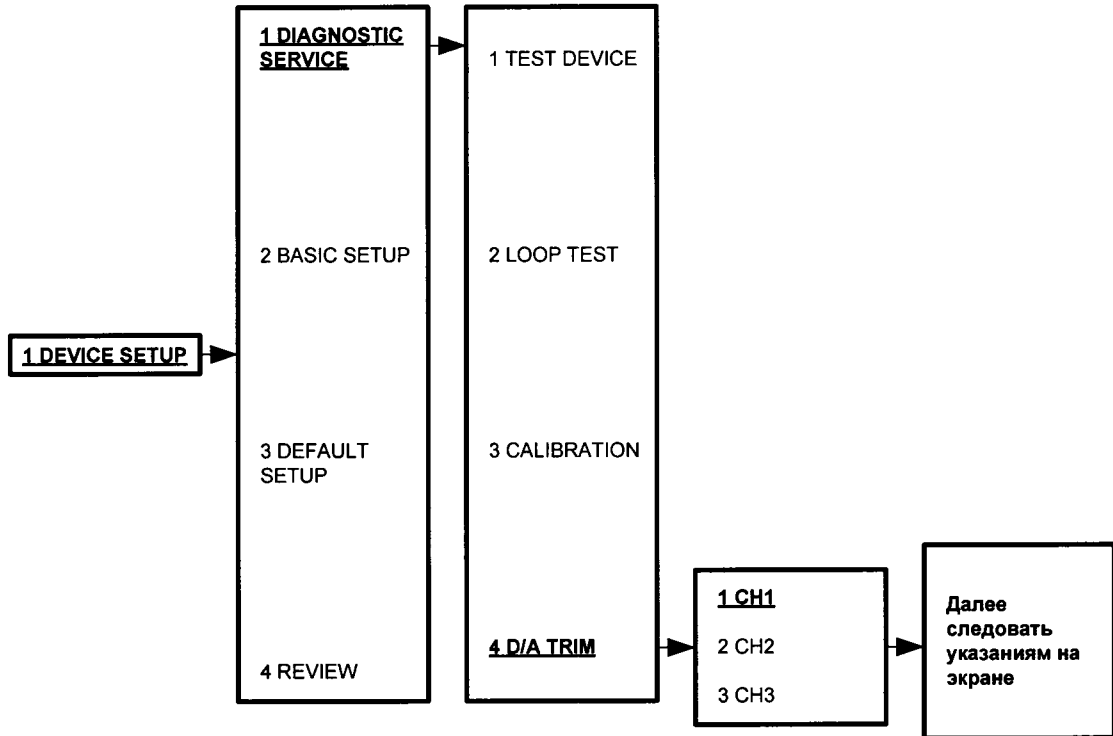 1 DEVICE SETUP
1 DIAGNOSTIC
SERVICE
2 BASIC SETUP
3 DEFAULT
SETUP
4 REVIEW
1 TEST DEVICE
2 LOOP TEST
3 CALIBRATION
4 D/A TRIM
1 CH1
2 CH2
3 CH3
Далее
следовать
указаниям на
экране